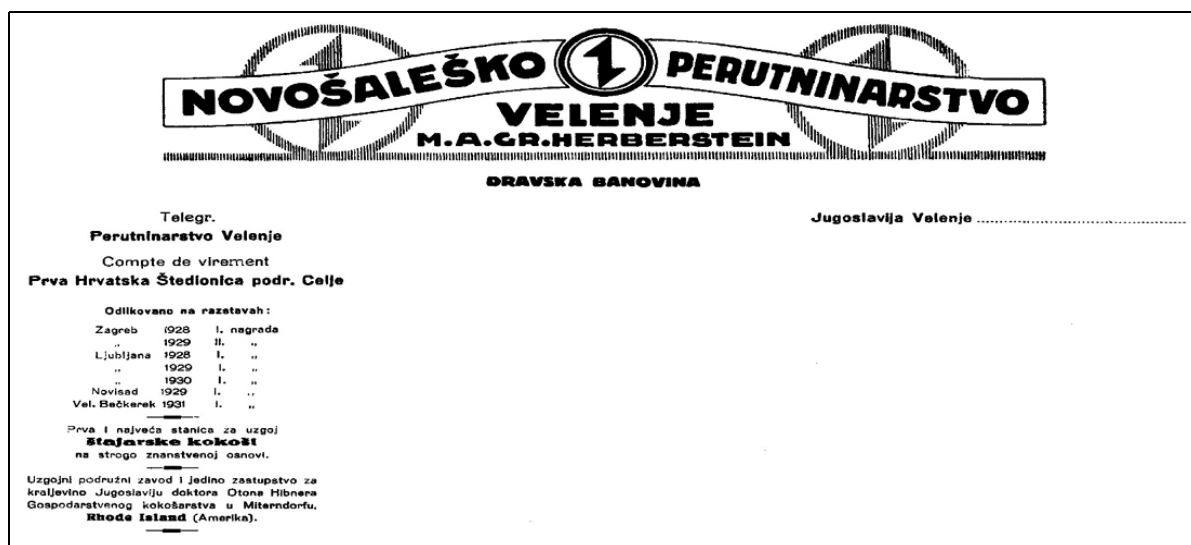 NOVOŠALEŠKO PERUTNINARSTVO
VELENJE
M.A.GR.HERBERSTEIN
DRAVSKA BANOVINA
Telegr.
Perutninarstvo Velenje
Compte de virement
Prva Hrvatska Štedionica podr. Celje
Jugoslavija Velenje
Odlikovano na razstavah:
Zagreb 1928 I. nagrada
„ 1929 II. „
Ljubljana 1928 I. „
„ 1929 I. „
„ 1930 I. „
Novisad 1929 I. „
Vel. Bečkerek 1931 I. „
Prva i najveća stanica za uzgoj
štajarske kokoši
na strogo znanstvenoj osnovi.
Uzgojni područni zavod i jedino zastupstvo za
kraljevino Jugoslaviju doktora Otona Hibnera
Gospodarstvenog kokošarstva u Miterndorfu.
Rhode Island (Amerika).